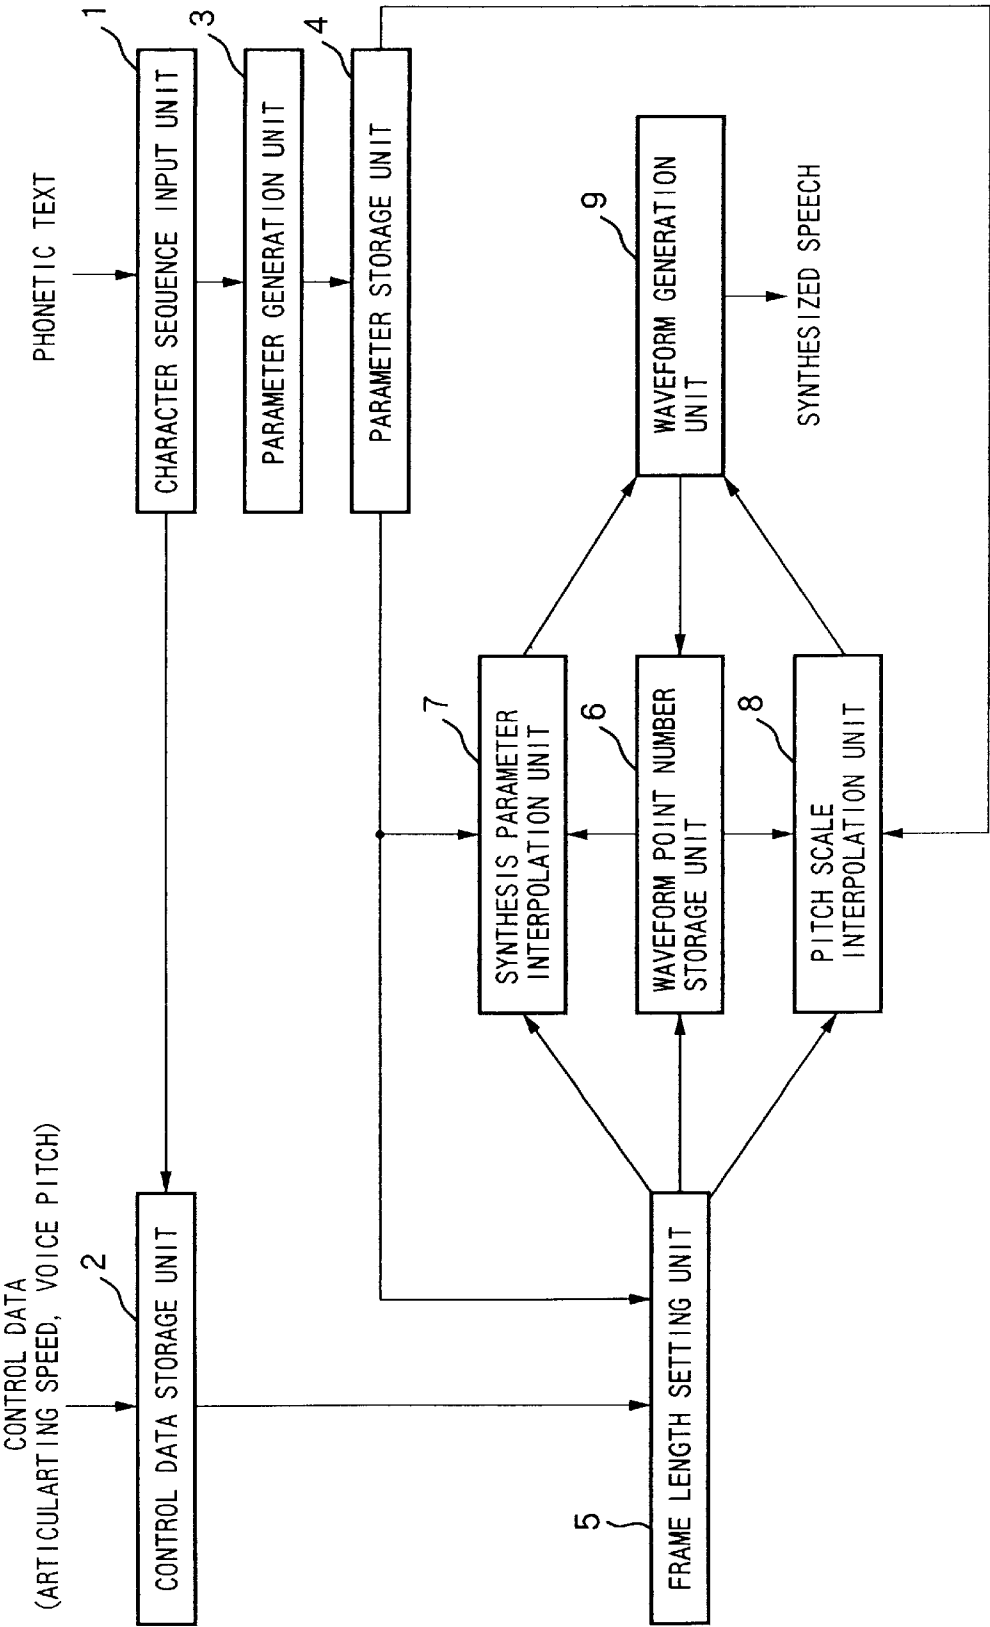 CONTROL DATA
(ARTICULARTING SPEED, VOICE PITCH)
PHONETIC TEXT
2
CONTROL DATA STORAGE UNIT
1
CHARACTER SEQUENCE INPUT UNIT
3
PARAMETER GENERATION UNIT
4
PARAMETER STORAGE UNIT
7
SYNTHESIS PARAMETER
INTERPOLATION UNIT
5
FRAME LENGTH SETTING UNIT
6
WAVEFORM POINT NUMBER
STORAGE UNIT
9
WAVEFORM GENERATION
UNIT
8
PITCH SCALE
INTERPOLATION UNIT
SYNTHESIZED SPEECH